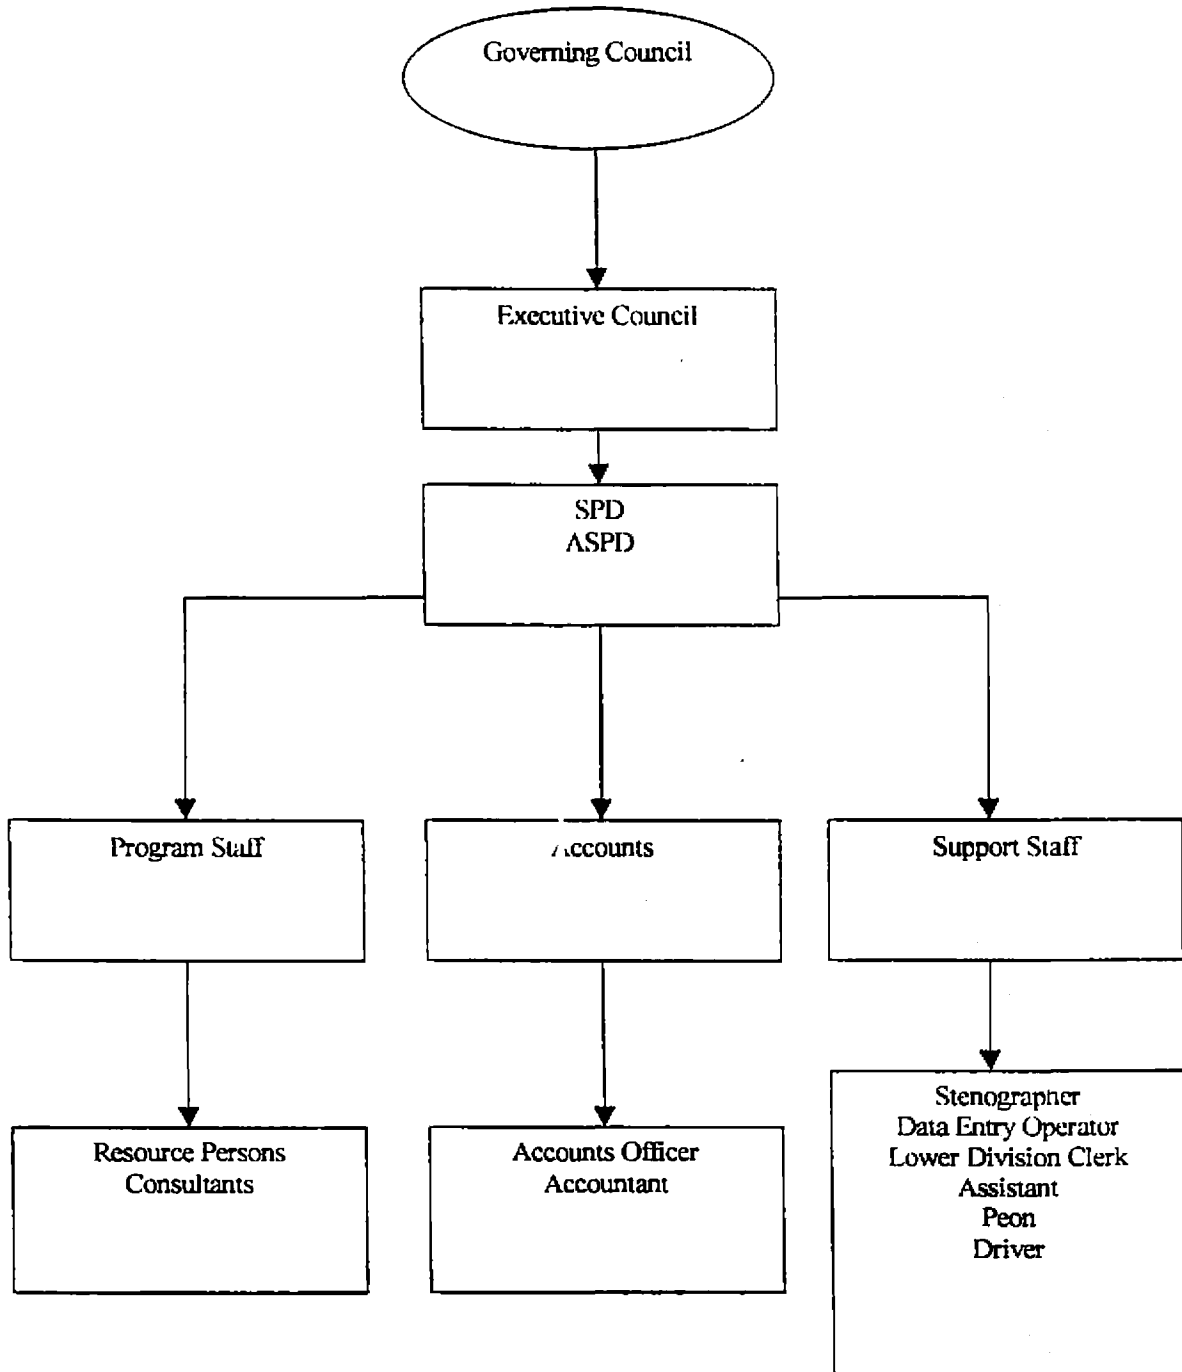 Governing Council
Executive Council
SPD
ASPD
Program Staff
Accounts
Support Staff
Resource Persons
Consultants
Accounts Officer
Accountant
Stenographer
Data Entry Operator
Lower Division Clerk
Assistant
Peon
Driver